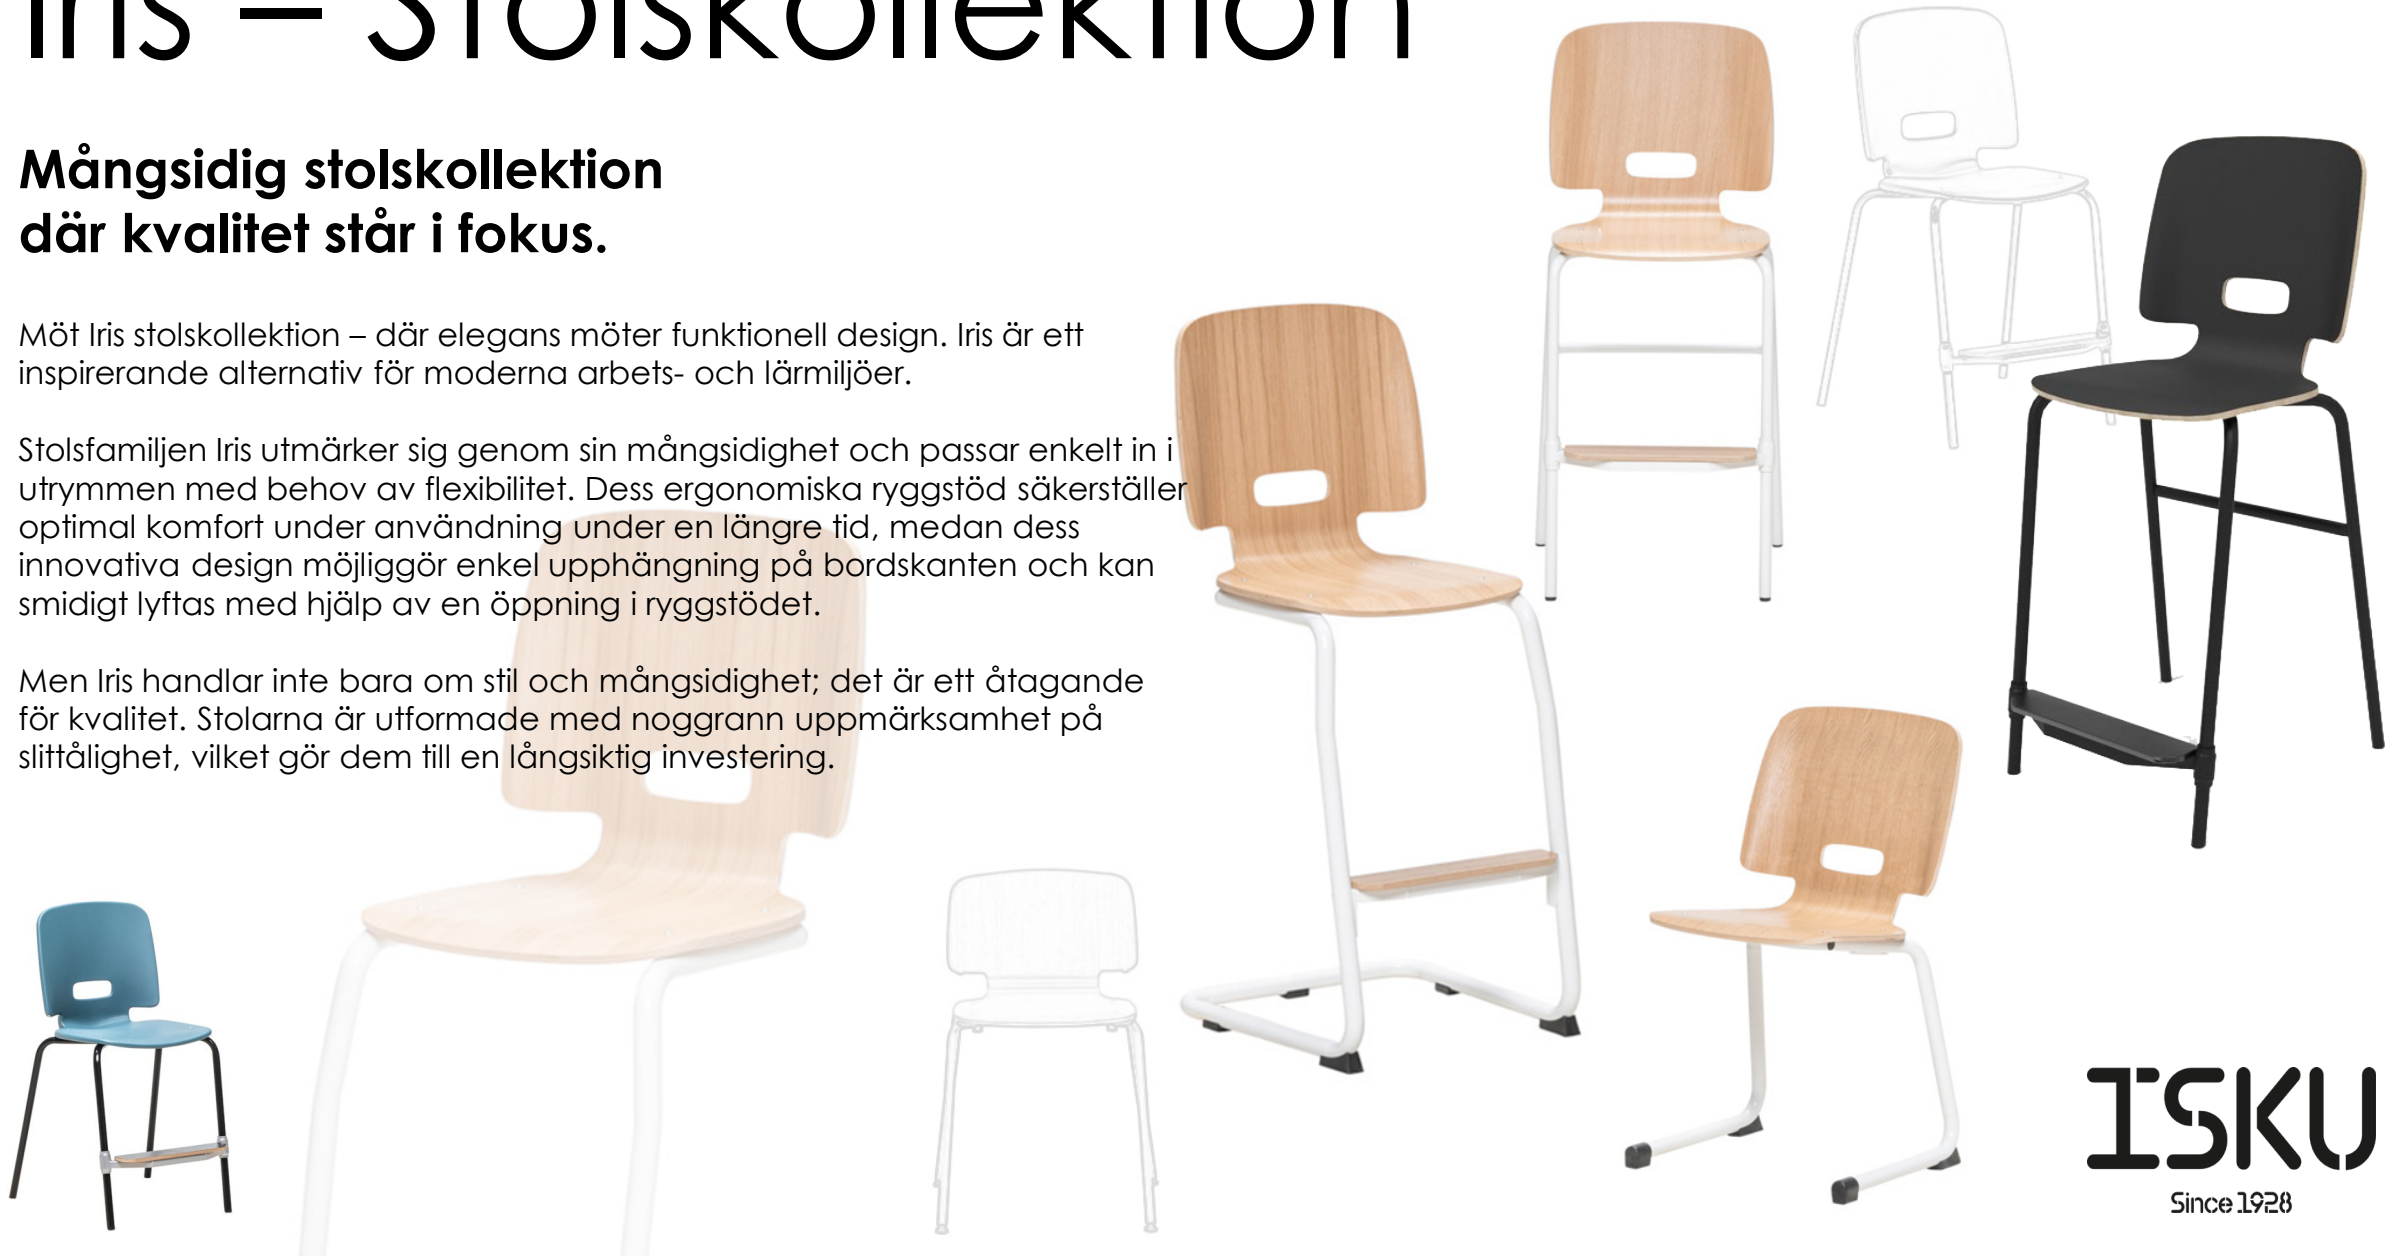 Iris – Stolskollektion
Mångsidig stolskollektion
där kvalitet står i fokus.
Möt Iris stolskollektion – där elegans möter funktionell design. Iris är ett
inspirerande alternativ för moderna arbets- och lärmiljöer.
Stolsfamiljen Iris utmärker sig genom sin mångsidighet och passar enkelt in i
utrymmen med behov av flexibilitet. Dess ergonomiska ryggstöd säkerställer
optimal komfort under användning under en längre tid, medan dess
innovativa design möjliggör enkel upphängning på bordskanten och kan
smidigt lyftas med hjälp av en öppning i ryggstödet.
Men Iris handlar inte bara om stil och mångsidighet; det är ett åtagande
för kvalitet. Stolarna är utformade med noggrann uppmärksamhet på
slittålighet, vilket gör dem till en långsiktig investering.
ISKU
Since 1928